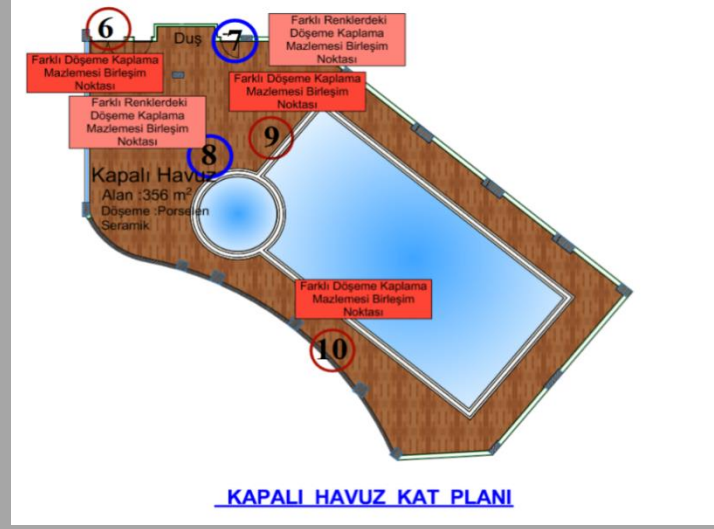 6
Duş
7
Farklı Renklerdeki
Döşeme Kaplama
Mazlemesi Birleşim
Noktası
Farklı Döşeme Kaplama
Mazlemesi Birleşim
Noktası
Farklı Döşeme Kaplama
Mazlemesi Birleşim
Noktası
Farklı Renklerdeki
Döşeme Kaplama
Mazlemesi Birleşim
Noktası
9
8
Kapalı Havuz
Alan :356 m²
Döşeme :Porselen
Seramik
Farklı Döşeme Kaplama
Mazlemesi Birleşim
Noktası
10
KAPALI HAVUZ KAT PLANI